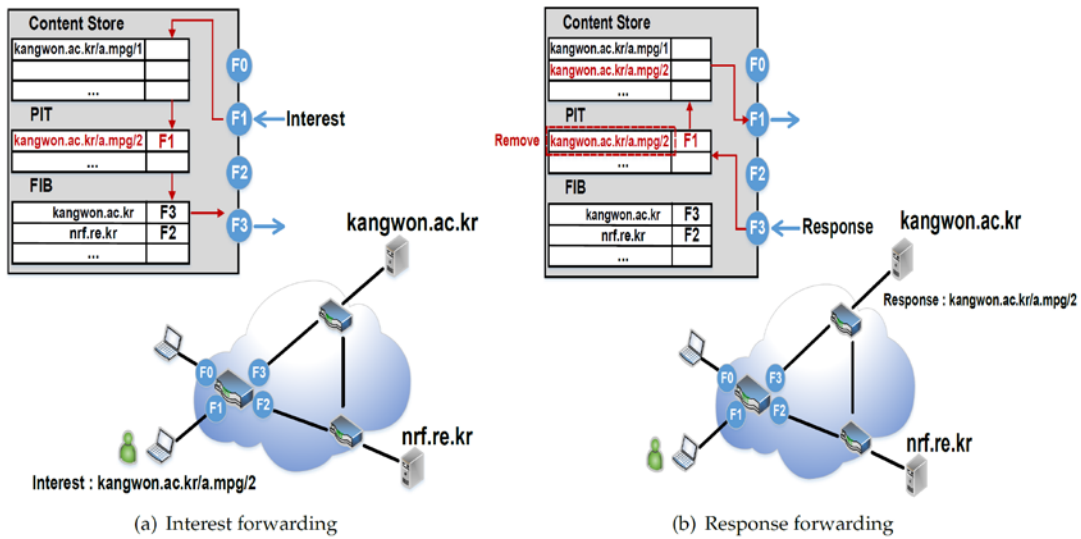 Content Store
kangwon.ac.kr/a.mpg/1
...
PIT
kangwon.ac.kr/a.mpg/2 F1
...
FIB
kangwon.ac.kr F3
nrf.re.kr F2
...
F0
F1
Interest
F2
F3
kangwon.ac.kr
F0
F3
F1
F2
nrf.re.kr
Interest : kangwon.ac.kr/a.mpg/2
(a) Interest forwarding
Content Store
kangwon.ac.kr/a.mpg/1
kangwon.ac.kr/a.mpg/2
...
PIT
Remove
kangwon.ac.kr/a.mpg/2 F1
...
FIB
kangwon.ac.kr F3
nrf.re.kr F2
...
F0
F1
F2
F3
Response
kangwon.ac.kr
Response : kangwon.ac.kr/a.mpg/2
F0
F3
F1
F2
nrf.re.kr
(b) Response forwarding